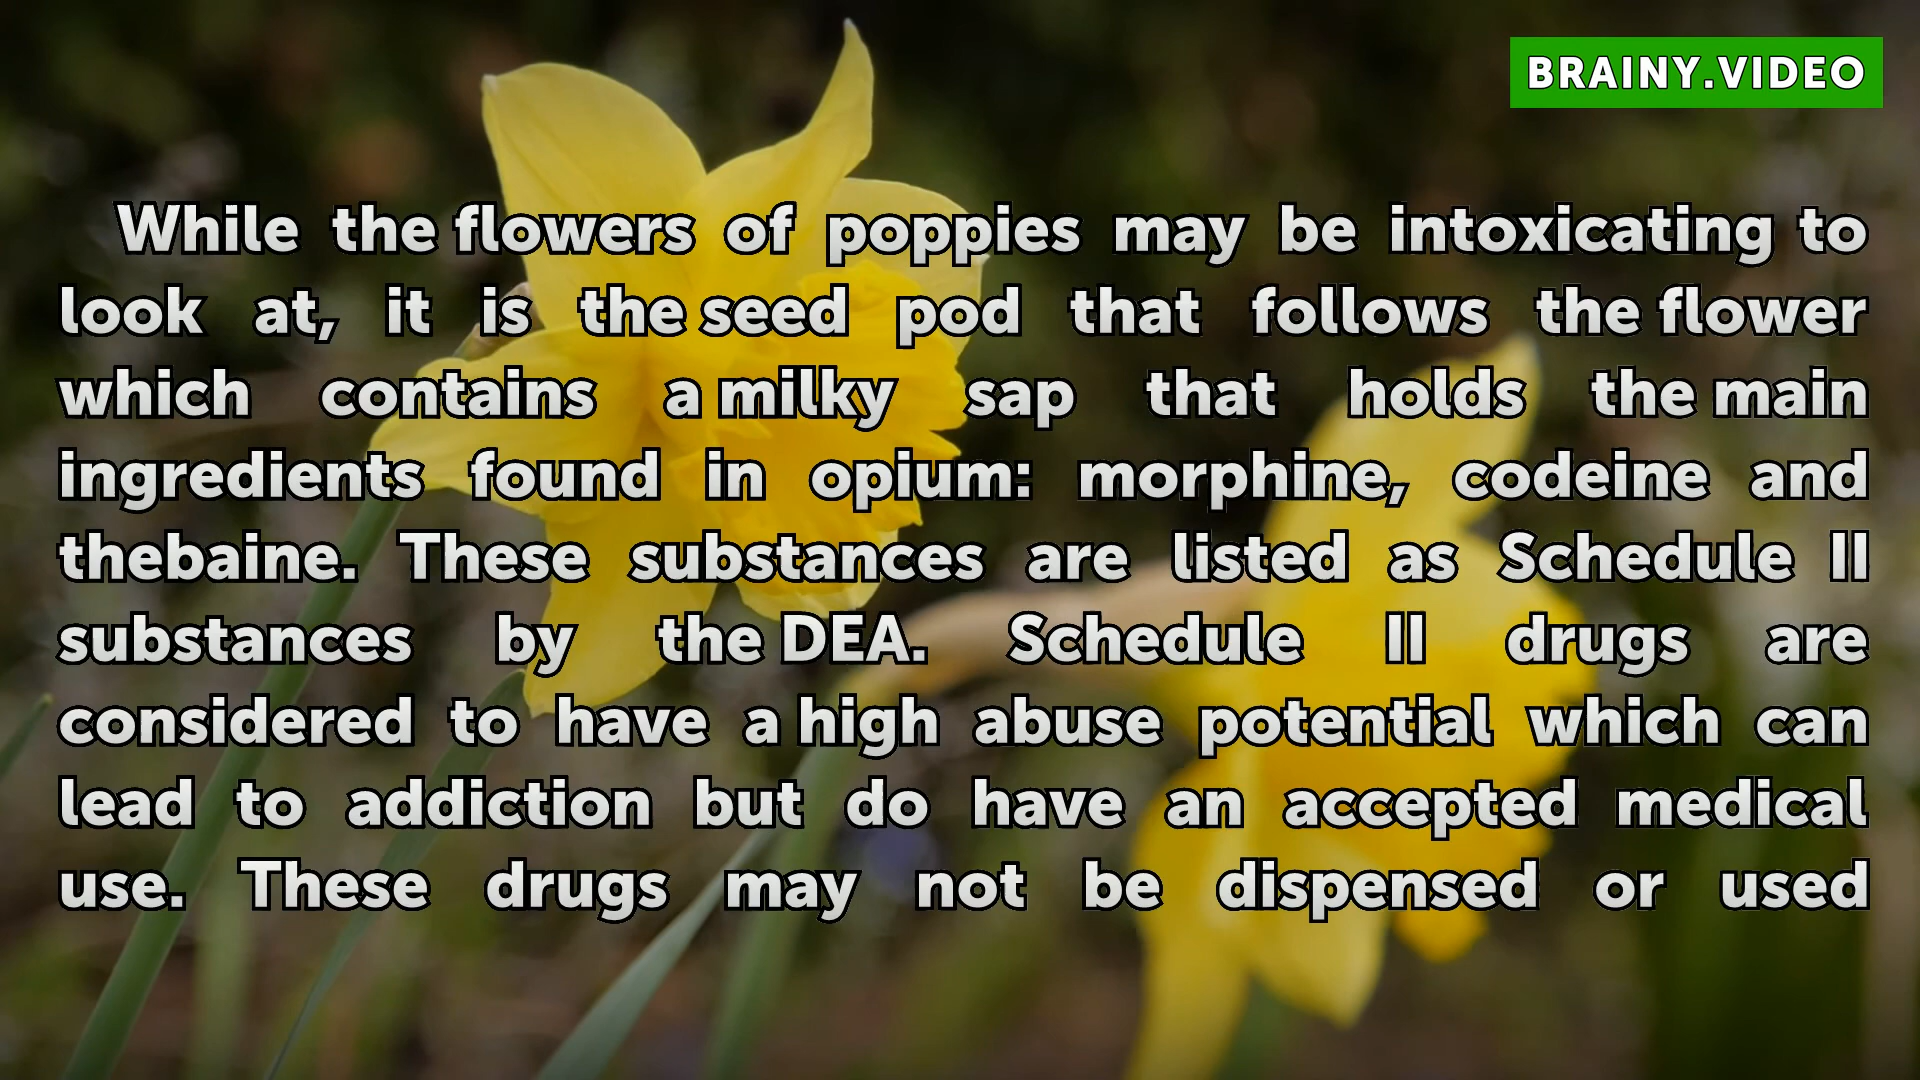 BRAINY.VIDEO
While the flowers of poppies may be intoxicating to
look at, it is the seed pod that follows the flower
which contains a milky sap that holds the main
ingredients found in opium: morphine, codeine and
thebaine. These substances are listed as Schedule II
substances by the DEA. Schedule II drugs are
considered to have a high abuse potential which can
lead to addiction but do have an accepted medical
use. These drugs may not be dispensed or used